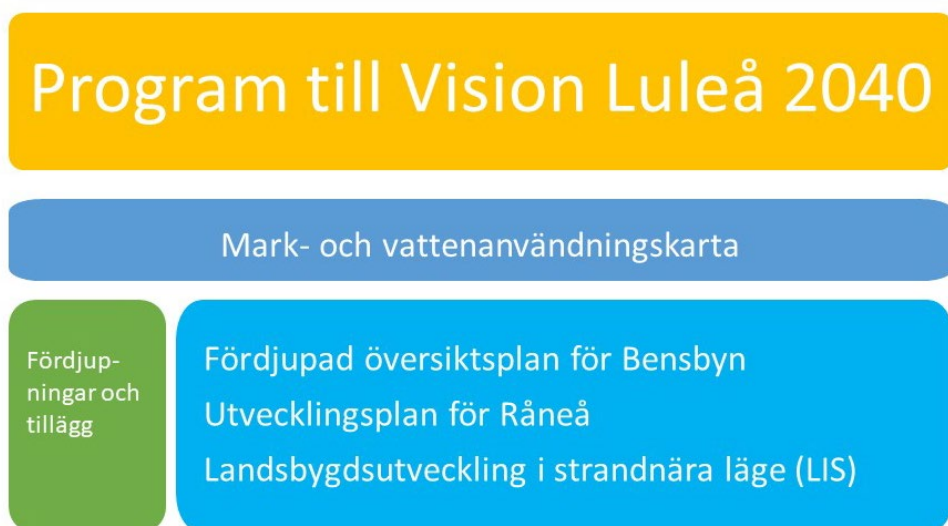 Program till Vision Luleå 2040
Mark- och vattenanvändningskarta
Fördjup-
ningar och
tillägg
Fördjupad översiktsplan för Bensbyn
Utvecklingsplan för Råneå
Landsbygdsutveckling i strandnära läge (LIS)